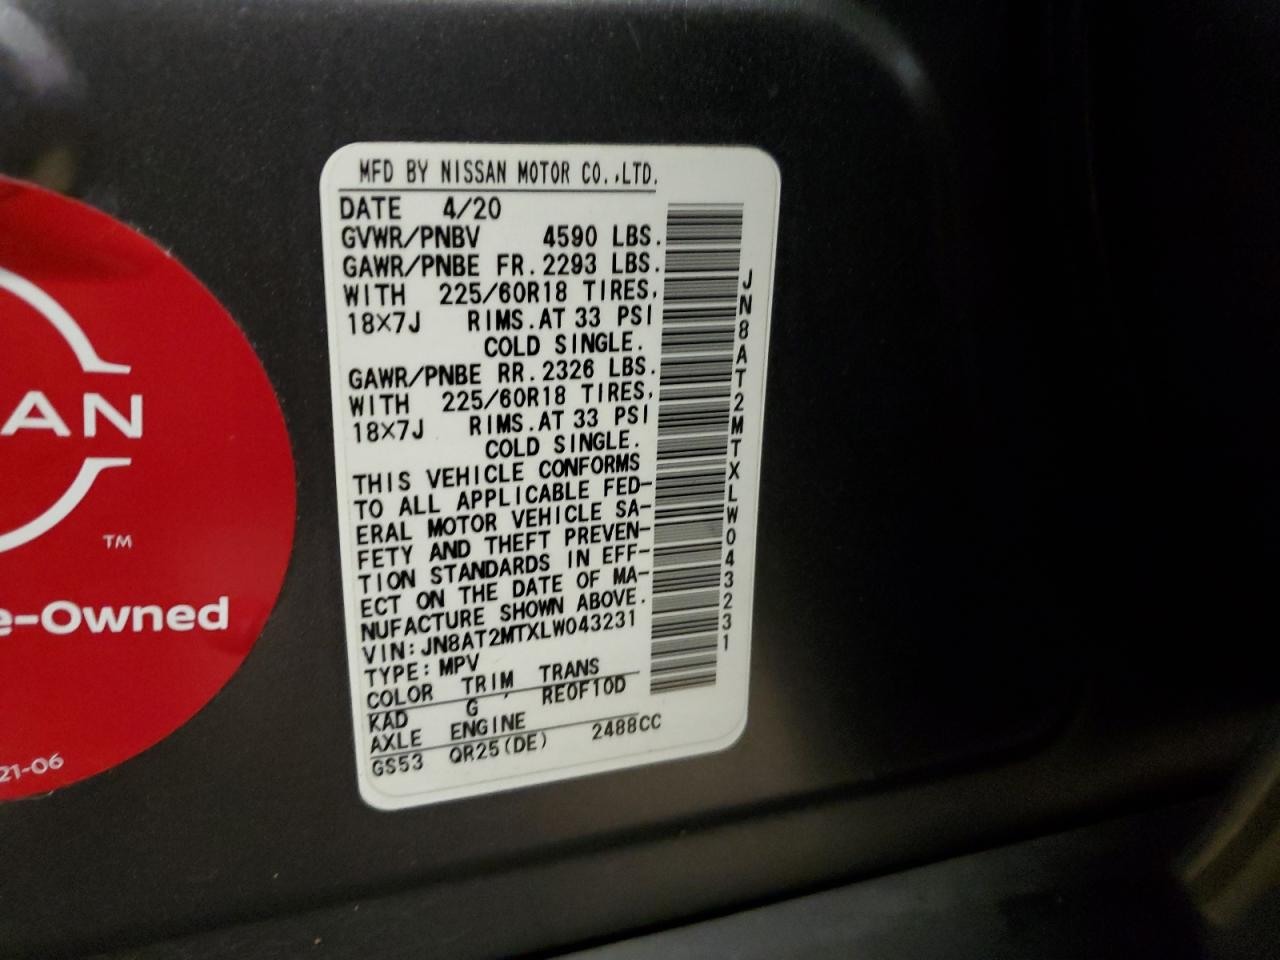 MFD BY NISSAN MOTOR CO.,LTD.
DATE 4/20
GVWR/PNBV 4590 LBS.
GAWR/PNBE FR. 2293 LBS.
WITH 225/60R18 TIRES,
18×7J RIMS. AT 33 PSI
COLD SINGLE.
GAWR/PNBE RR. 2326 LBS.
WITH 225/60R18 TIRES,
18×7J RIMS. AT 33 PSI
COLD SINGLE.
THIS VEHICLE CONFORMS
TO ALL APPLICABLE FED-
ERAL MOTOR VEHICLE SA-
FETY AND THEFT PREVEN-
TION STANDARDS IN EFF-
ECT ON THE DATE OF MA-
NUFACTURE SHOWN ABOVE.
VIN: JN8AT2MTXLW043231
TYPE: MPV
COLOR TRIM TRANS
KAD G RE0F10D
AXLE ENGINE
GS53 QR25(DE) 2488CC
JN8AT2MTXLW043231
AN
TM
e-Owned
21-06